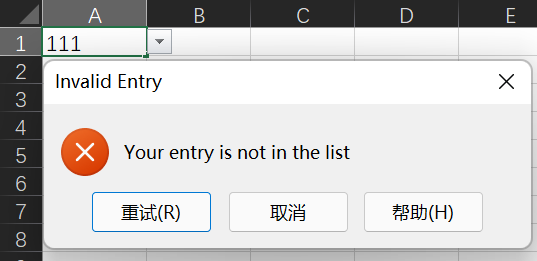 A B C D E
1 111
2
Invalid Entry
3
4
Your entry is not in the list
5
6
重试(R) 取消 帮助(H)
7
8